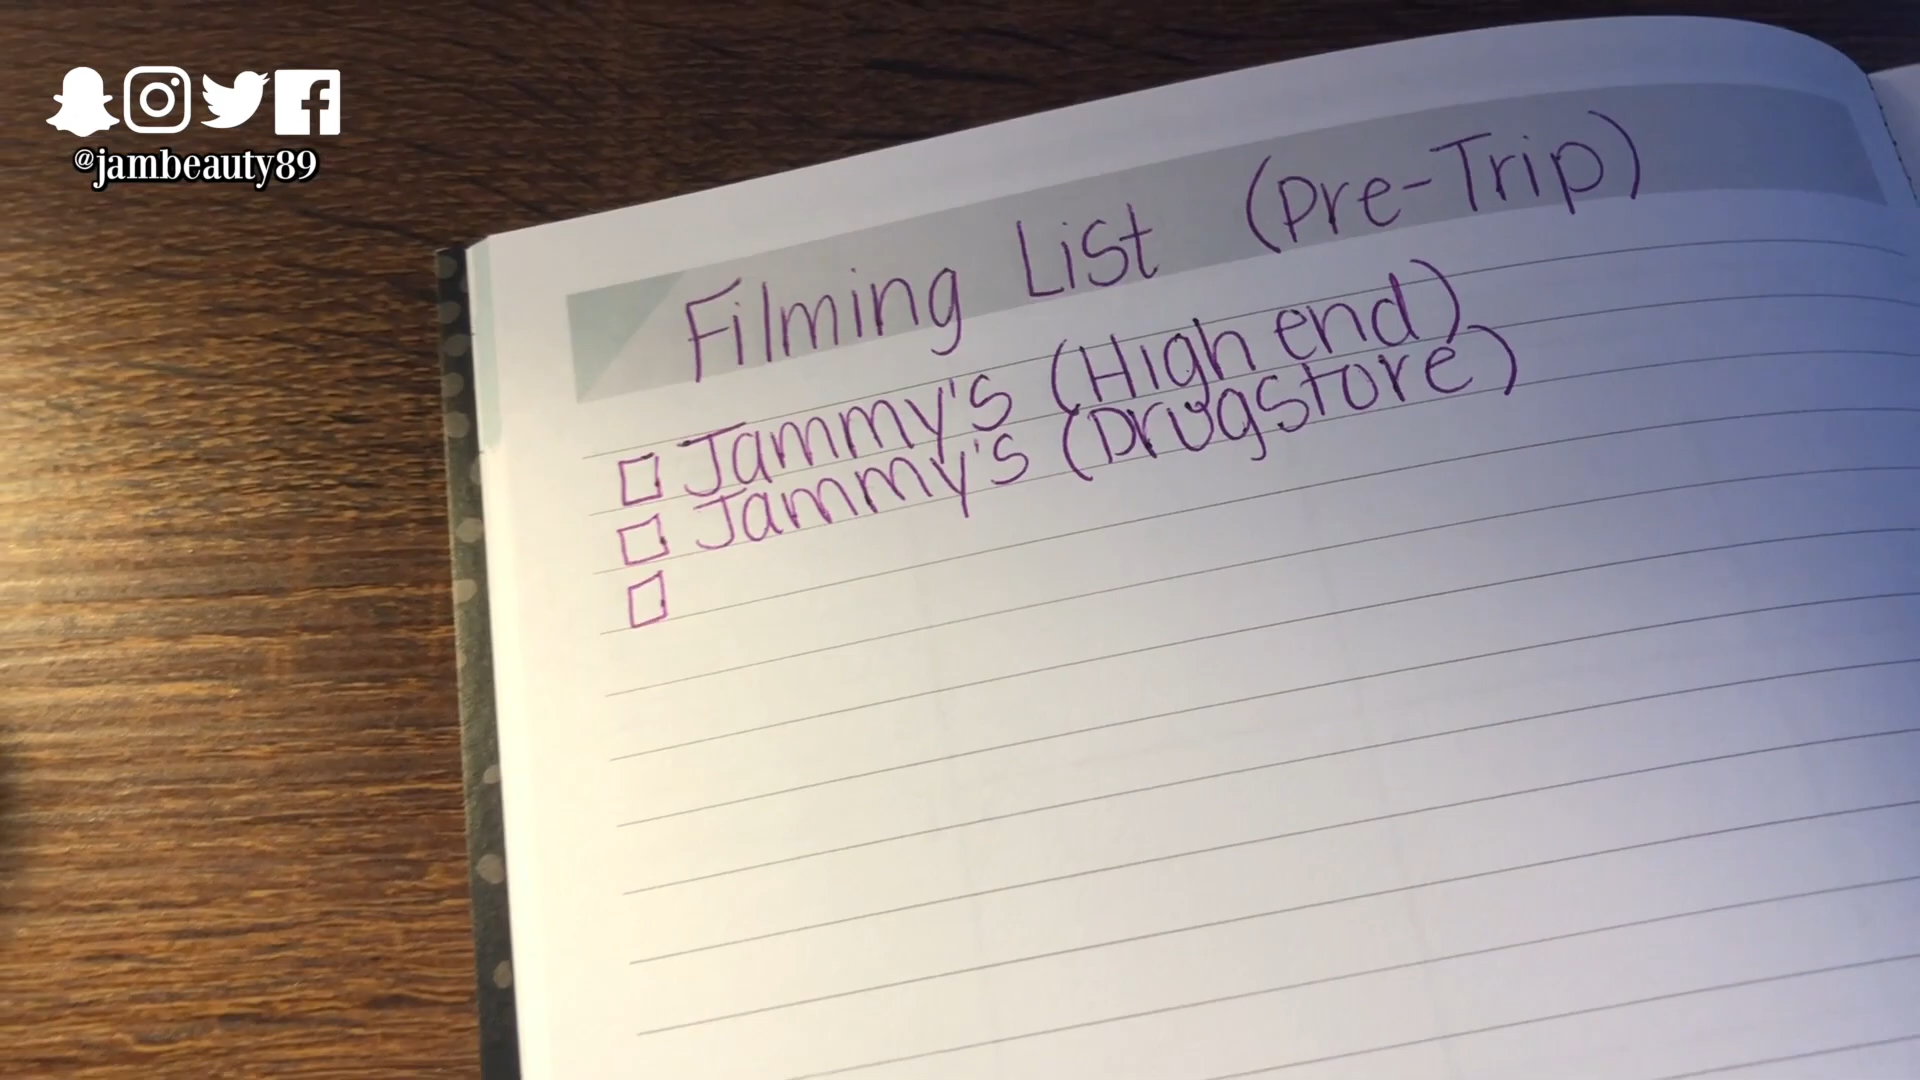 @jambeauty89
Filming List (Pre-Trip)
Jammy's (High end)
Jammy's (Drugstore)